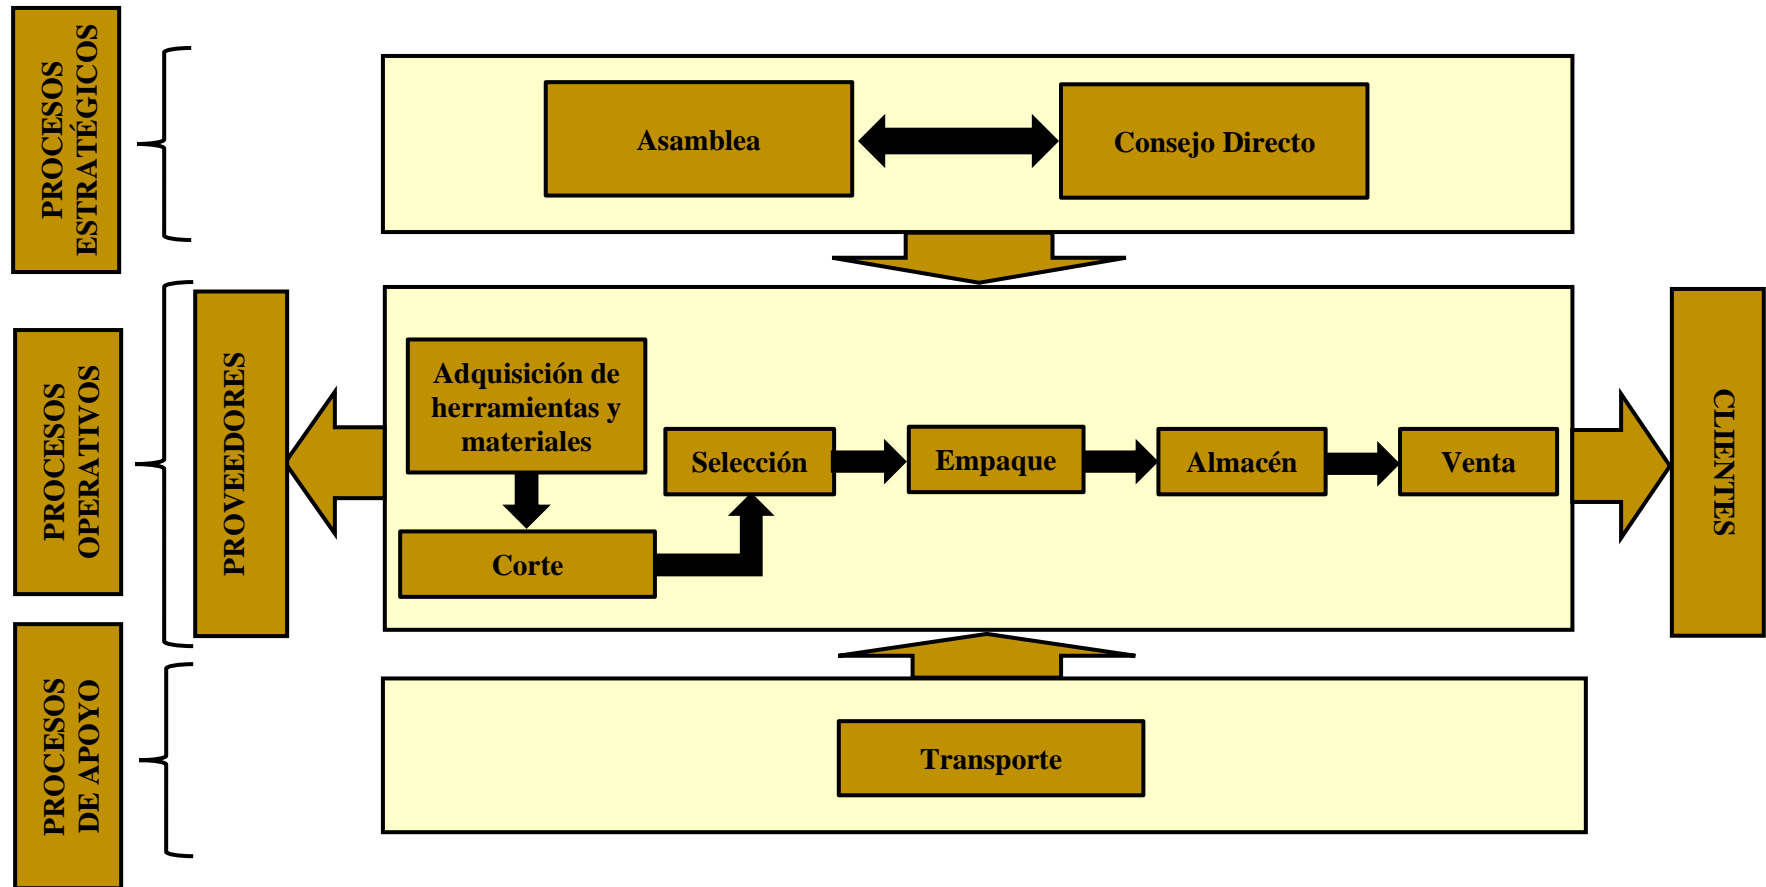 PROCESOS
ESTRATÉGICOS
Asamblea
Consejo Directo
PROCESOS
OPERATIVOS
PROVEEDORES
Adquisición de
herramientas y
materiales
Corte
Selección
Empaque
Almacén
Venta
CLIENTES
PROCESOS
DE APOYO
Transporte